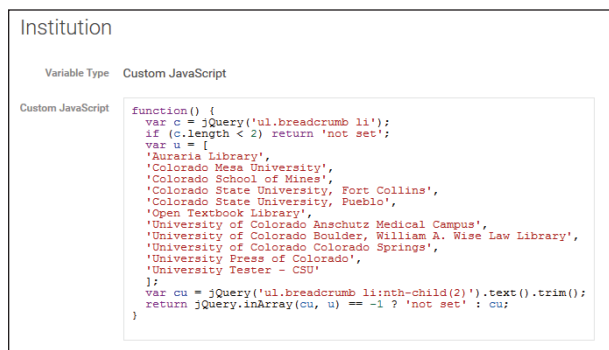 Institution
Variable Type Custom JavaScript
Custom JavaScript
function() {
  var c = jQuery('ul.breadcrumb li');
  if (c.length < 2) return 'not set';
  var u = [
  'Auraria Library',
  'Colorado Mesa University',
  'Colorado School of Mines',
  'Colorado State University, Fort Collins',
  'Colorado State University, Pueblo',
  'Open Textbook Library',
  'University of Colorado Anschutz Medical Campus',
  'University of Colorado Boulder, William A. Wise Law Library',
  'University of Colorado Colorado Springs',
  'University Press of Colorado',
  'University Tester - CSU'
  ];
  var cu = jQuery('ul.breadcrumb li:nth-child(2)').text().trim();
  return jQuery.inArray(cu, u) == -1 ? 'not set' : cu;
}